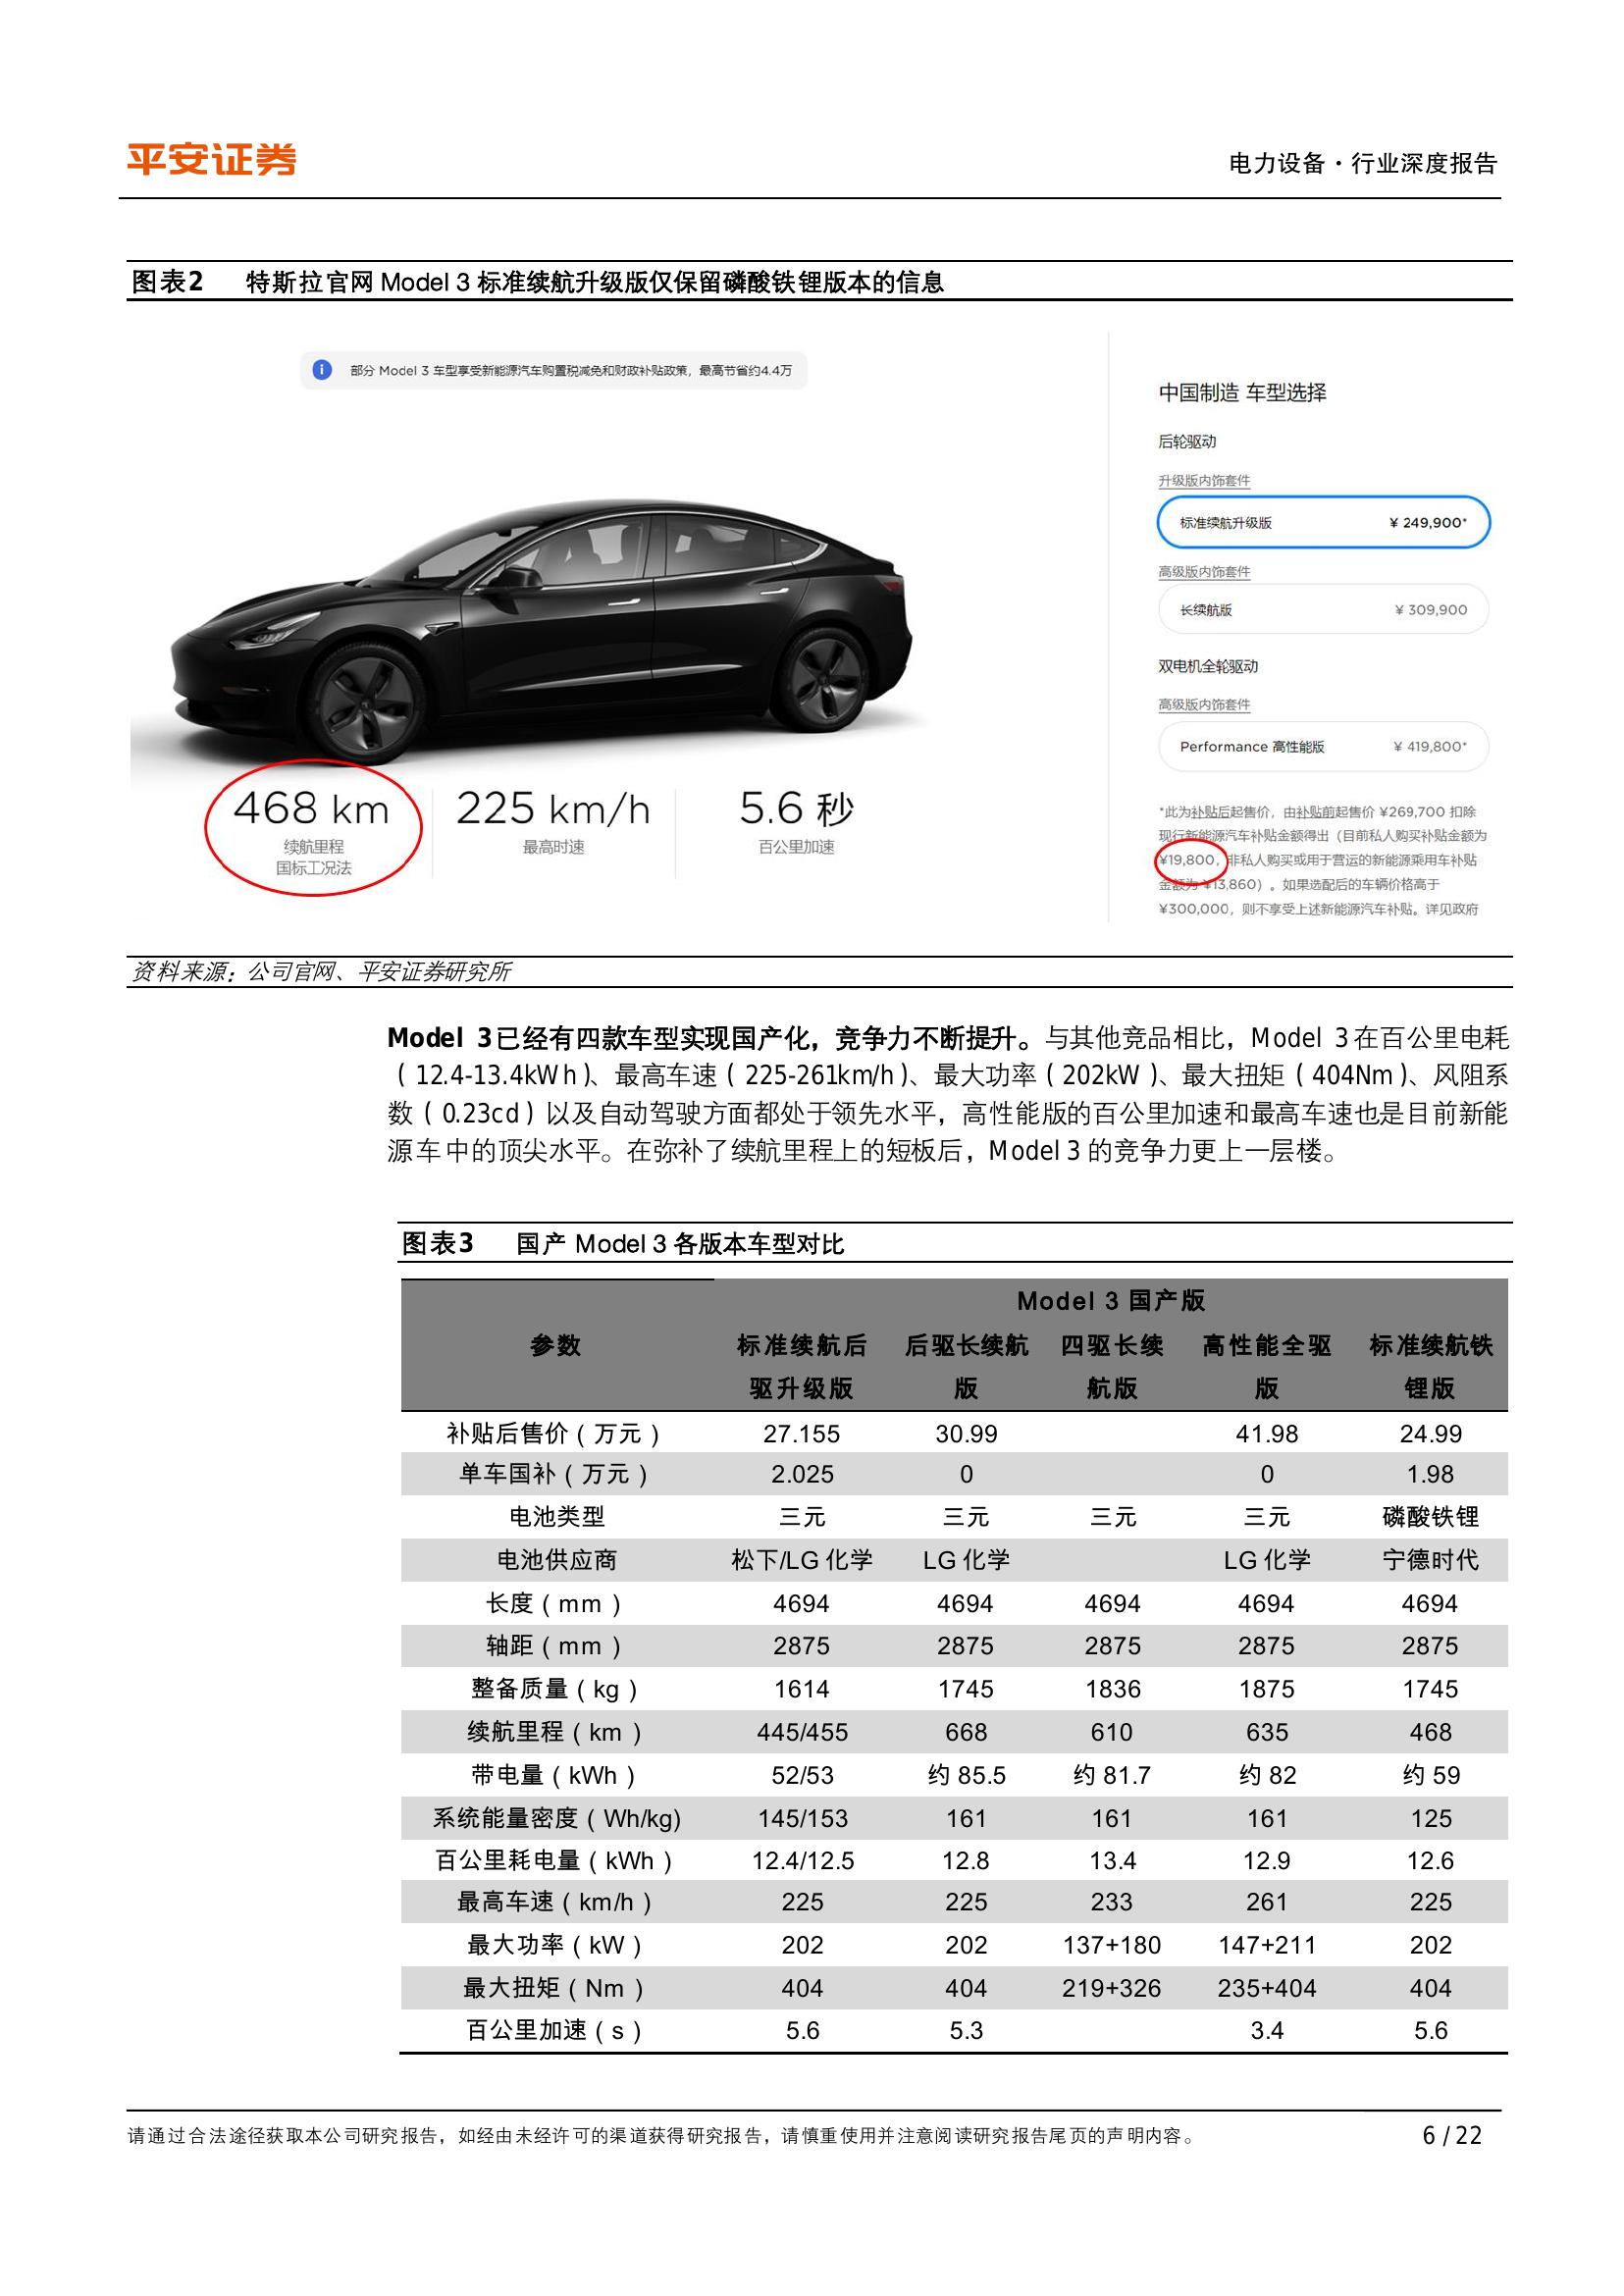 平安证券
电力设备·行业深度报告
图表2 特斯拉官网 Model 3 标准续航升级版仅保留磷酸铁锂版本的信息
部分 Model 3 车型享受新能源汽车购置税减免和财政补贴政策，最高节省约4.4万
468 km
续航里程
国标工况法
225 km/h
最高时速
5.6 秒
百公里加速
中国制造 车型选择
后轮驱动
升级版内饰套件
标准续航升级版 ¥ 249,900*
高级版内饰套件
长续航版 ¥ 309,900
双电机全轮驱动
高级版内饰套件
Performance 高性能版 ¥ 419,800*
*此为补贴后起售价，由补贴前起售价 ¥269,700 扣除
现行新能源汽车补贴金额得出（目前私人购买补贴金额为
¥19,800，非私人购买或用于营运的新能源乘用车补贴
金额为 ¥13,860）。如果选配后的车辆价格高于
¥300,000，则不享受上述新能源汽车补贴。详见政府
资料来源：公司官网、平安证券研究所
Model 3已经有四款车型实现国产化，竞争力不断提升。与其他竞品相比，Model 3在百公里电耗
（12.4-13.4kWh）、最高车速（225-261km/h）、最大功率（202kW）、最大扭矩（404Nm）、风阻系
数（0.23cd）以及自动驾驶方面都处于领先水平，高性能版的百公里加速和最高车速也是目前新能
源车中的顶尖水平。在弥补了续航里程上的短板后，Model 3 的竞争力更上一层楼。
图表3 国产 Model 3 各版本车型对比
Model 3 国产版
参数 标准续航后 后驱长续航 四驱长续 高性能全驱 标准续航铁
驱升级版 版 航版 版 锂版
补贴后售价（万元） 27.155 30.99 41.98 24.99
单车国补（万元） 2.025 0 0 1.98
电池类型 三元 三元 三元 三元 磷酸铁锂
电池供应商 松下/LG 化学 LG 化学 LG 化学 宁德时代
长度（mm） 4694 4694 4694 4694 4694
轴距（mm） 2875 2875 2875 2875 2875
整备质量（kg） 1614 1745 1836 1875 1745
续航里程（km） 445/455 668 610 635 468
带电量（kWh） 52/53 约 85.5 约 81.7 约 82 约 59
系统能量密度（Wh/kg) 145/153 161 161 161 125
百公里耗电量（kWh） 12.4/12.5 12.8 13.4 12.9 12.6
最高车速（km/h） 225 225 233 261 225
最大功率（kW） 202 202 137+180 147+211 202
最大扭矩（Nm） 404 404 219+326 235+404 404
百公里加速（s） 5.6 5.3 3.4 5.6
请通过合法途径获取本公司研究报告，如经由未经许可的渠道获得研究报告，请慎重使用并注意阅读研究报告尾页的声明内容。
6 / 22